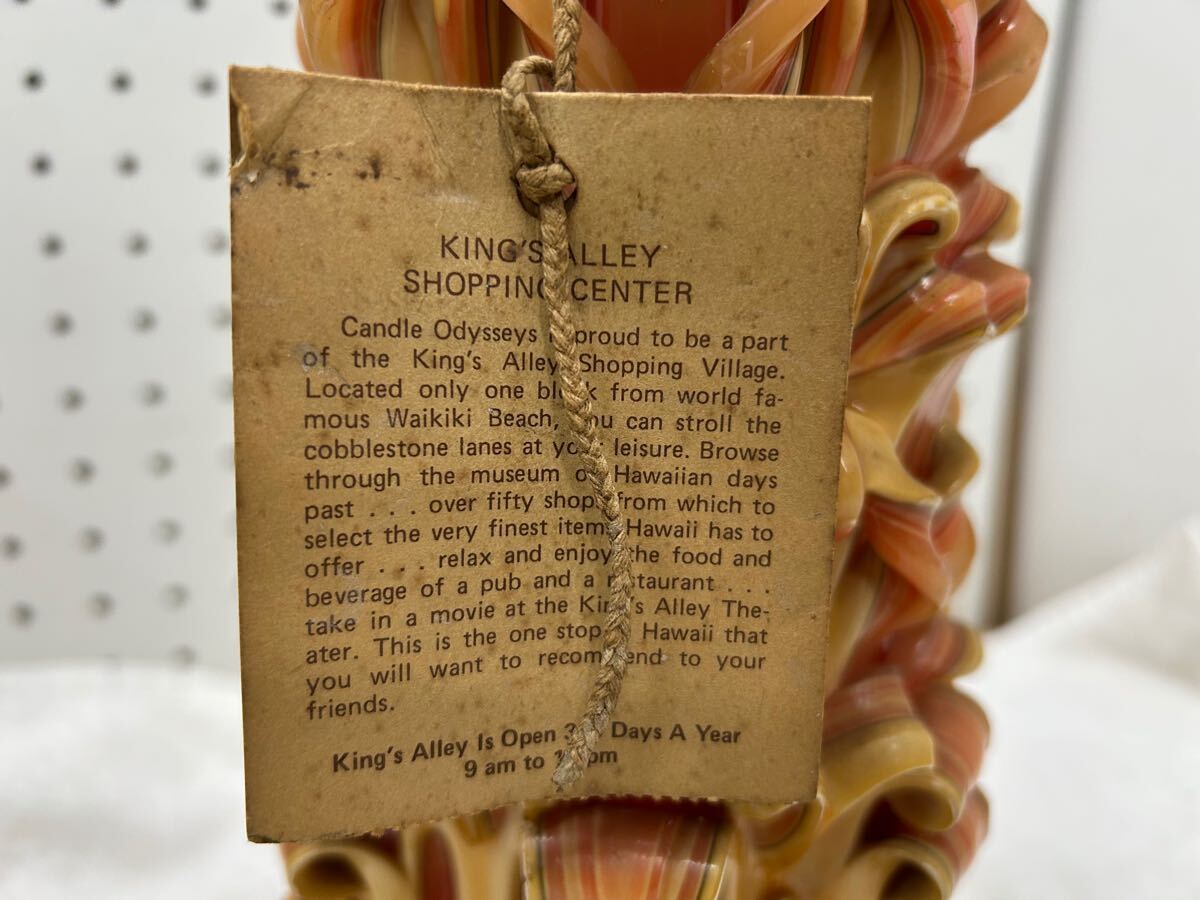 KING'S ALLEY
SHOPPING CENTER
Candle Odysseys is proud to be a part
of the King's Alley Shopping Village.
Located only one block from world fa-
mous Waikiki Beach, you can stroll the
cobblestone lanes at your leisure. Browse
through the museum of Hawaiian days
past . . . over fifty shops from which to
select the very finest items Hawaii has to
offer . . . relax and enjoy the food and
beverage of a pub and a restaurant . . .
take in a movie at the King's Alley The-
ater. This is the one stop in Hawaii that
you will want to recommend to your
friends.
King's Alley Is Open Days A Year
9 am to pm